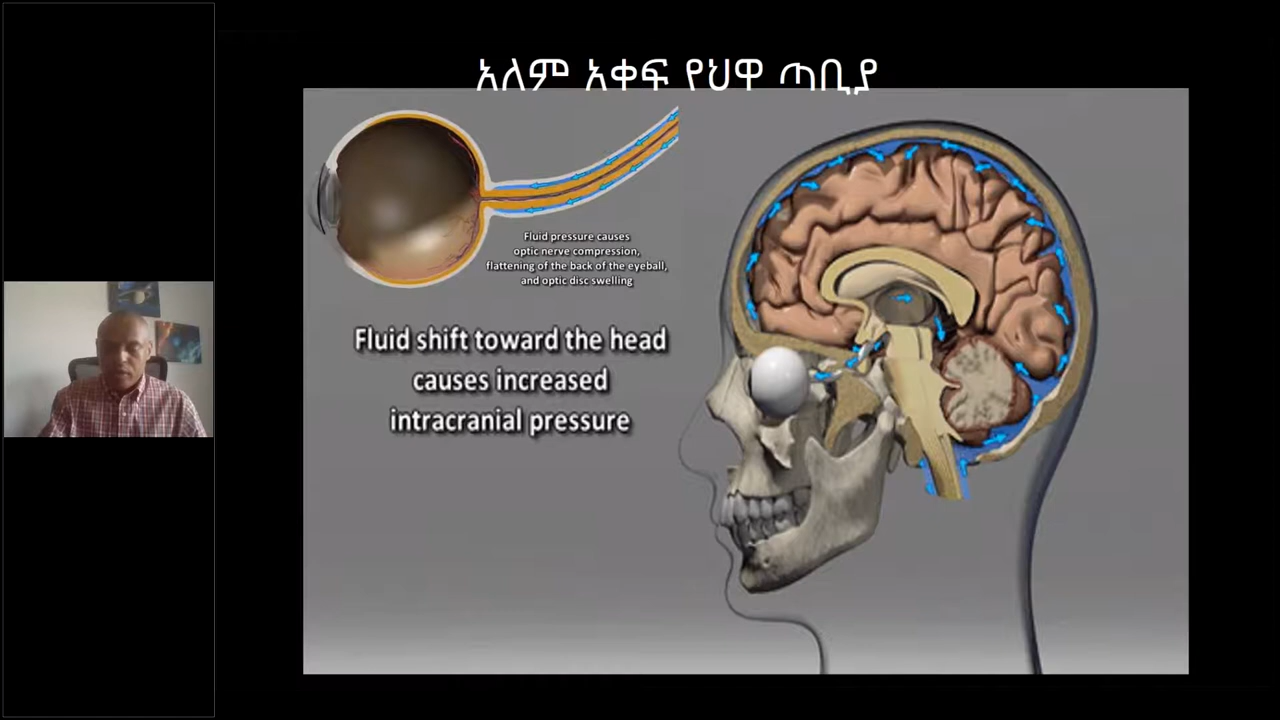 አለም አቀፍ የህዋ ጣቢያ
Fluid pressure causes
optic nerve compression,
flattening of the back of the eyeball,
and optic disc swelling
Fluid shift toward the head
causes increased
intracranial pressure